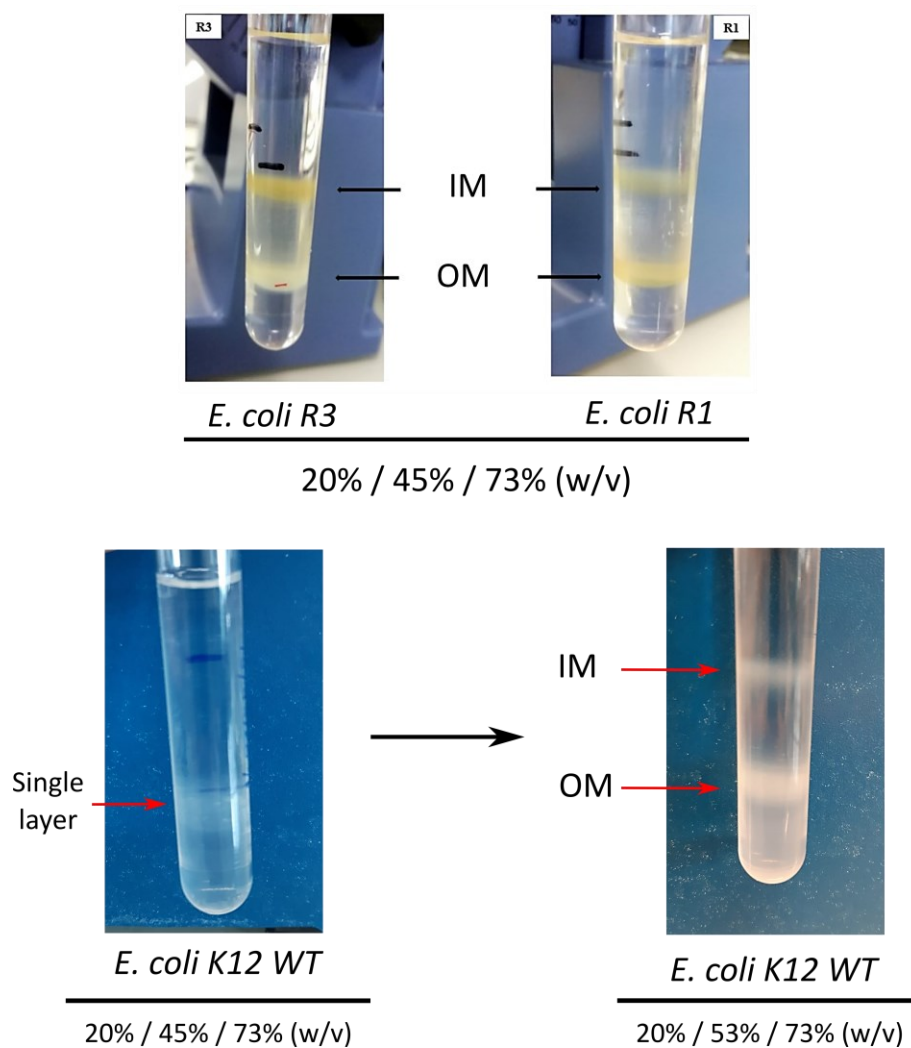 R3
R1
IM
OM
E. coli R3
E. coli R1
20% / 45% / 73% (w/v)
IM
OM
Single
layer
E. coli K12 WT
E. coli K12 WT
20% / 45% / 73% (w/v)
20% / 53% / 73% (w/v)